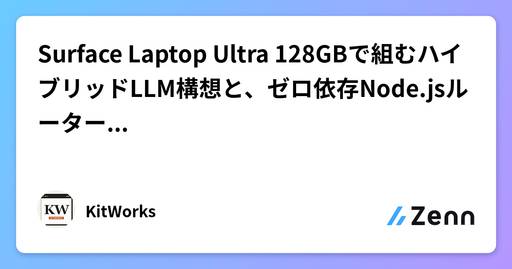 Surface Laptop Ultra 128GBで組むハイ
ブリッドLLM構想と、ゼロ依存Node.jsル
ーター...
KW
KitWorks
Zenn